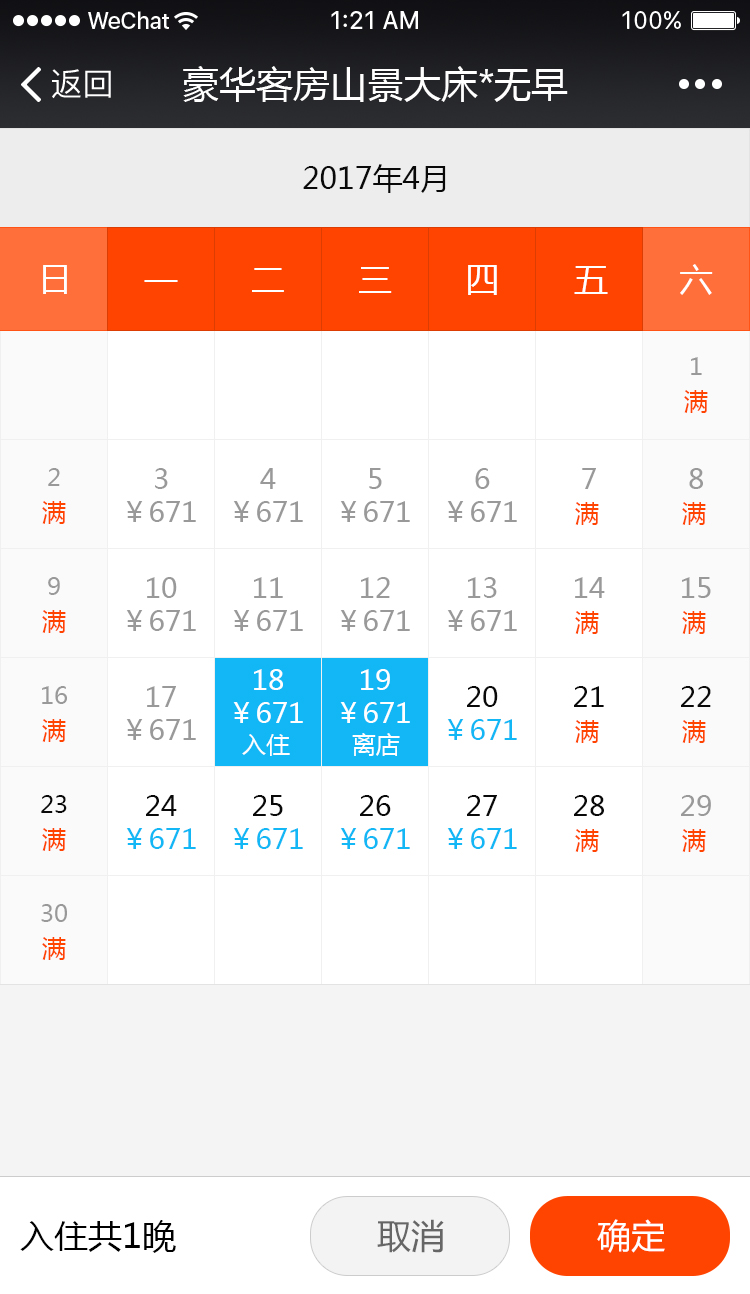 WeChat 1:21 AM 100%
返回 豪华客房山景大床*无早
2017年4月
日 一 二 三 四 五 六
1
满
2 3 4 5 6 7 8
满 ¥671 ¥671 ¥671 ¥671 满 满
9 10 11 12 13 14 15
满 ¥671 ¥671 ¥671 ¥671 满 满
16 17 18 19 20 21 22
满 ¥671 ¥671 ¥671 ¥671 满 满
入住 离店
23 24 25 26 27 28 29
满 ¥671 ¥671 ¥671 ¥671 满 满
30
满
入住共1晚 取消 确定